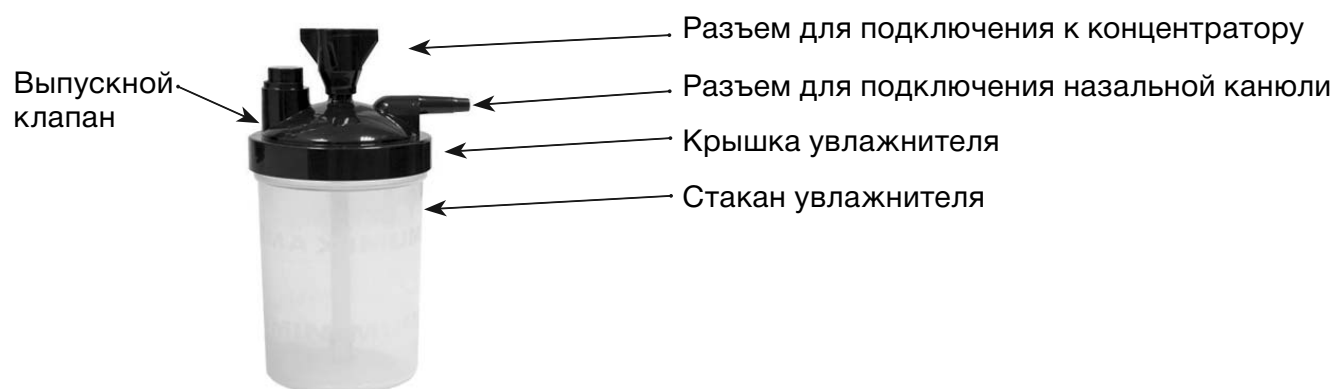 Разъем для подключения к концентратору
Выпускной
клапан
Разъем для подключения назальной канюли
Крышка увлажнителя
Стакан увлажнителя